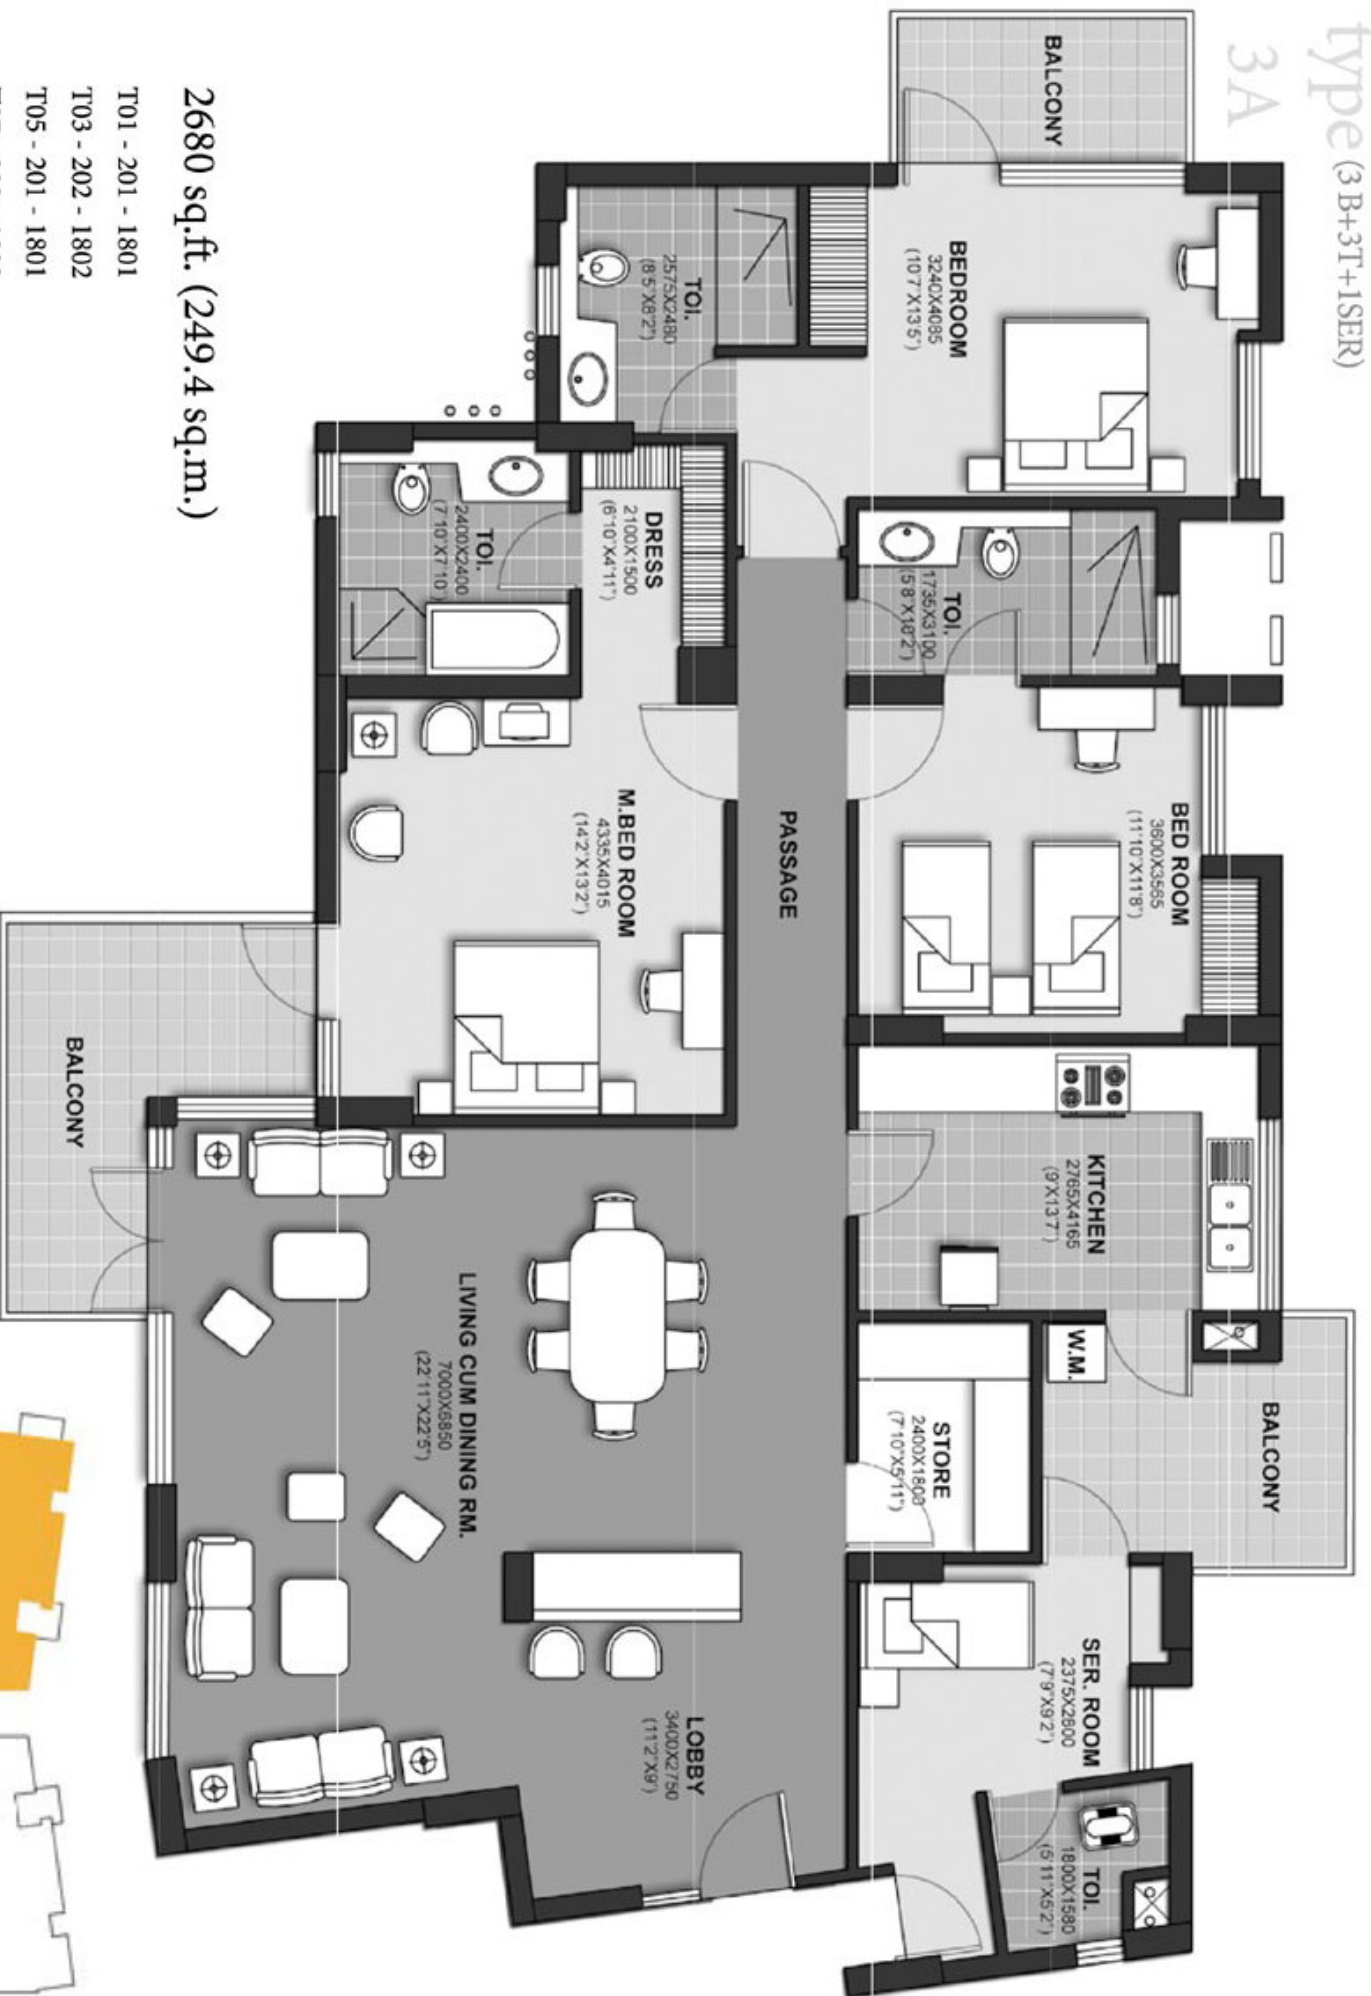 type (3B+3T+1SER)
3A
BALCONY
BEDROOM
3240X4085
(10'7"X13'5")
TOI.
2575X2480
(8'5"X8'2")
TOI.
1735X3100
(5'8"X18'2")
BED ROOM
3600X3565
(11'10"X11'8")
DRESS
2100X1500
(6'10"X4'11")
TOI.
2400X2400
(7'10"X7'10")
PASSAGE
M.BED ROOM
4335X4015
(14'2"X13'2")
BALCONY
KITCHEN
2765X4165
(9'X13'7")
W.M.
BALCONY
STORE
2400X1800
(7'10"X5'11")
LIVING CUM DINING RM.
7000X6850
(22'11"X22'5")
SER. ROOM
2375X2800
(7'9"X9'2")
LOBBY
3400X2750
(11'2"X9')
TOI.
1800X1580
(5'11"X5'2")
2680 sq.ft. (249.4 sq.m.)
T01 - 201 - 1801
T03 - 202 - 1802
T05 - 201 - 1801